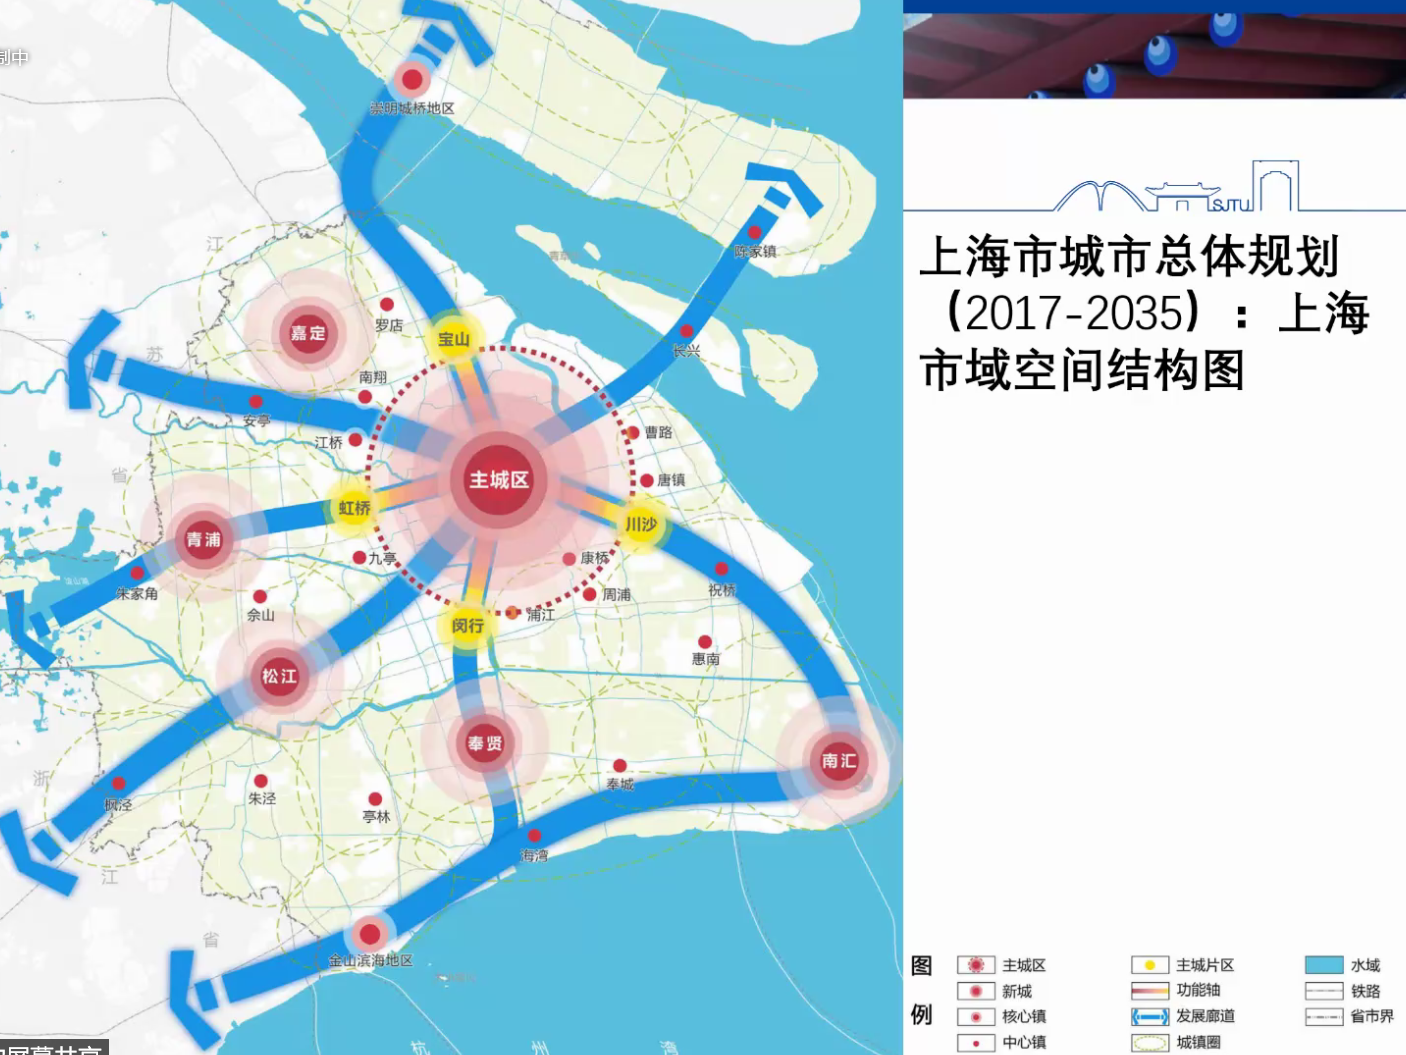 制中
崇明城桥地区
陈家镇
江
罗店
嘉定
宝山
苏
长兴
南翔
安亭
江桥
曹路
省
主城区
唐镇
虹桥
川沙
青浦
九亭
康桥
朱家角
祝桥
佘山
周浦
浦江
闵行
惠南
松江
奉贤
南汇
浙
枫泾
朱泾
奉城
亭林
海湾
江
省
金山滨海地区
杭
州
湾
上海市城市总体规划
（2017-2035）：上海
市域空间结构图
图
例
主城区
主城片区
水域
新城
功能轴
铁路
核心镇
发展廊道
省市界
中心镇
城镇圈